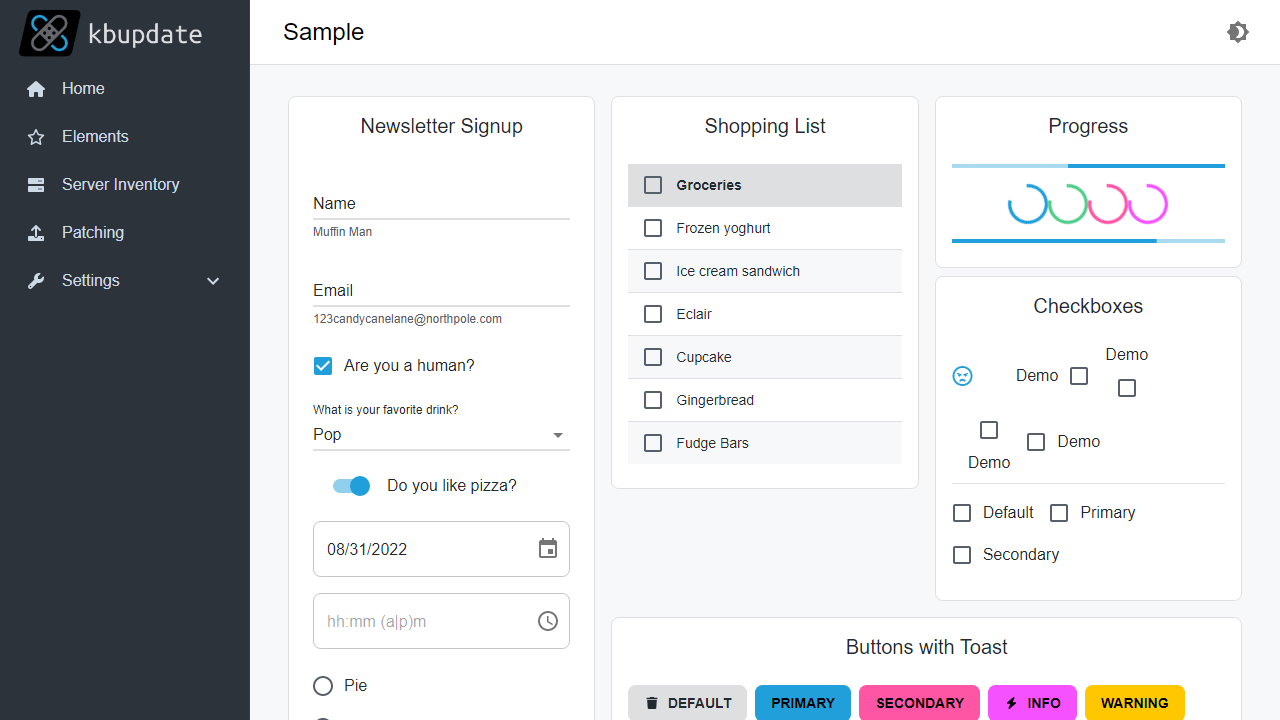 kbupdate
Home
Elements
Server Inventory
Patching
Settings
Sample
Newsletter Signup
Name
Muffin Man
Email
123candycanelane@northpole.com
Are you a human?
What is your favorite drink?
Pop
Do you like pizza?
08/31/2022
hh:mm (a|p)m
Pie
Shopping List
Groceries
Frozen yoghurt
Ice cream sandwich
Eclair
Cupcake
Gingerbread
Fudge Bars
Progress
Checkboxes
Demo
Demo
Demo
Demo
Default Primary
Secondary
Buttons with Toast
DEFAULT PRIMARY SECONDARY INFO WARNING